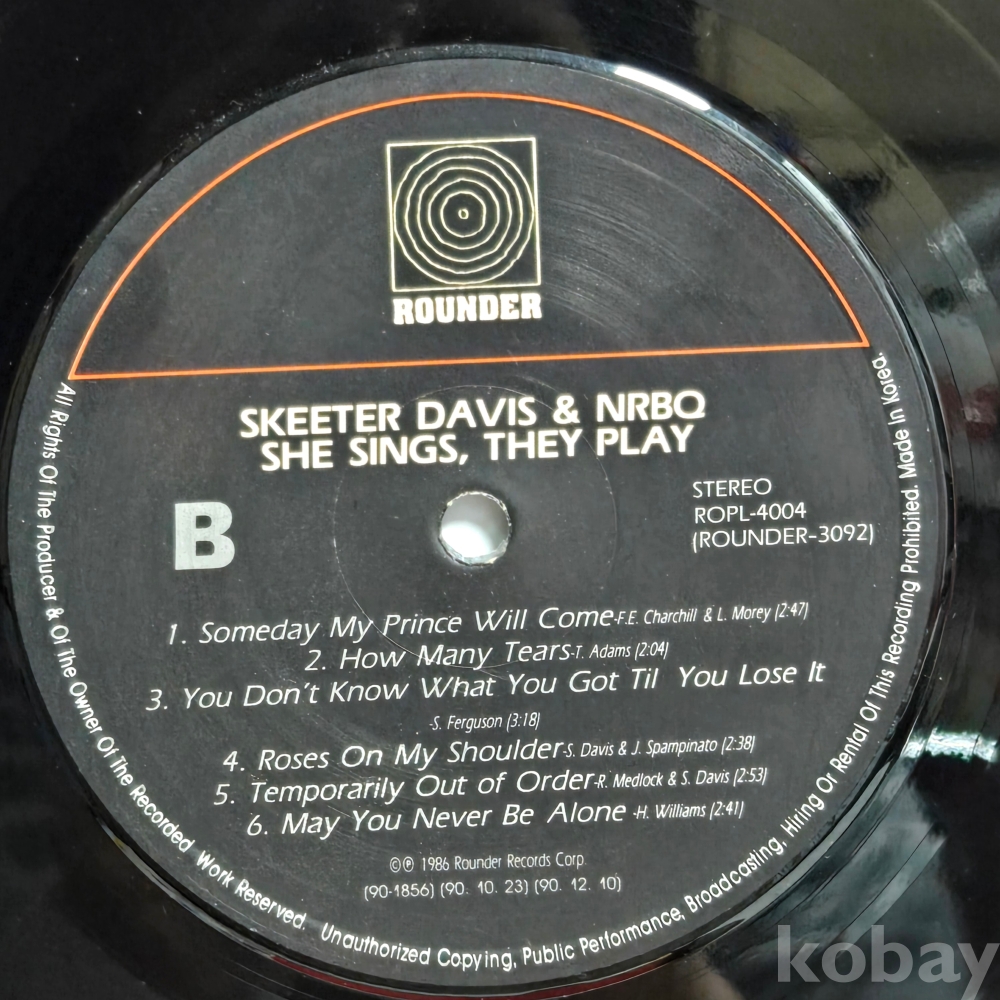 ROUNDER
SKEETER DAVIS & NRBQ
SHE SINGS, THEY PLAY
B
STEREO
ROPL-4004
(ROUNDER-3092)
1. Someday My Prince Will Come-F.E. Charchill & L. Morey (2:47)
2. How Many Tears-T. Adams (2:04)
3. You Don't Know What You Got Til You Lose It
-S. Ferguson (3:18)
4. Roses On My Shoulder-S. Davis & J. Spampinato (2:38)
5. Temporarily Out of Order-R. Medlock & S. Davis (2:53)
6. May You Never Be Alone -H. Williams (2:41)
©℗ 1986 Rounder Records Corp.
(90-1856) (90. 10. 23) (90. 12. 10)
All Rights Of The Producer & Of The Owner Of The Recorded Work Reserved. Unauthorized Copying, Public Performance, Broadcasting, Hiring Or Rental Of This Recording Prohibited. Made In Korea.
kobay